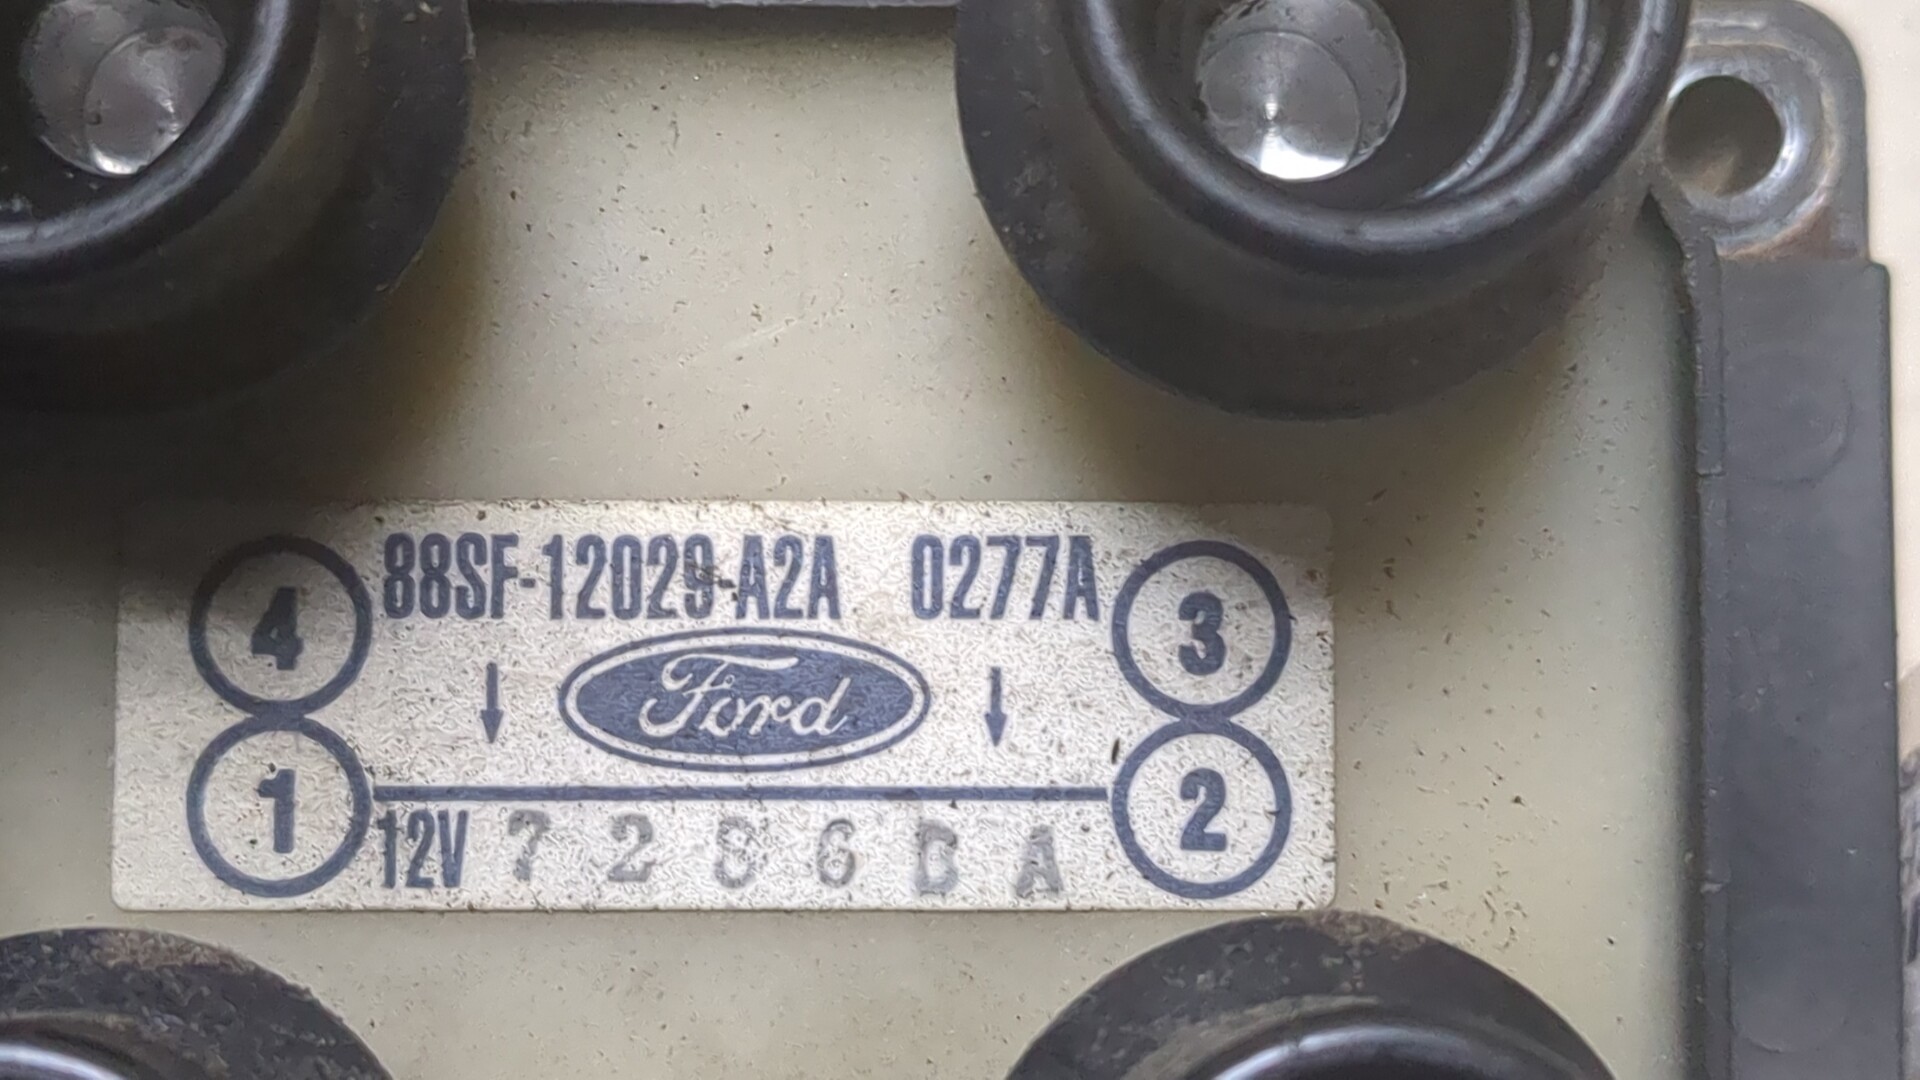 4 88SF-12029-A2A 0277A 3
Ford
1 12V 7 2 8 6 B A 2